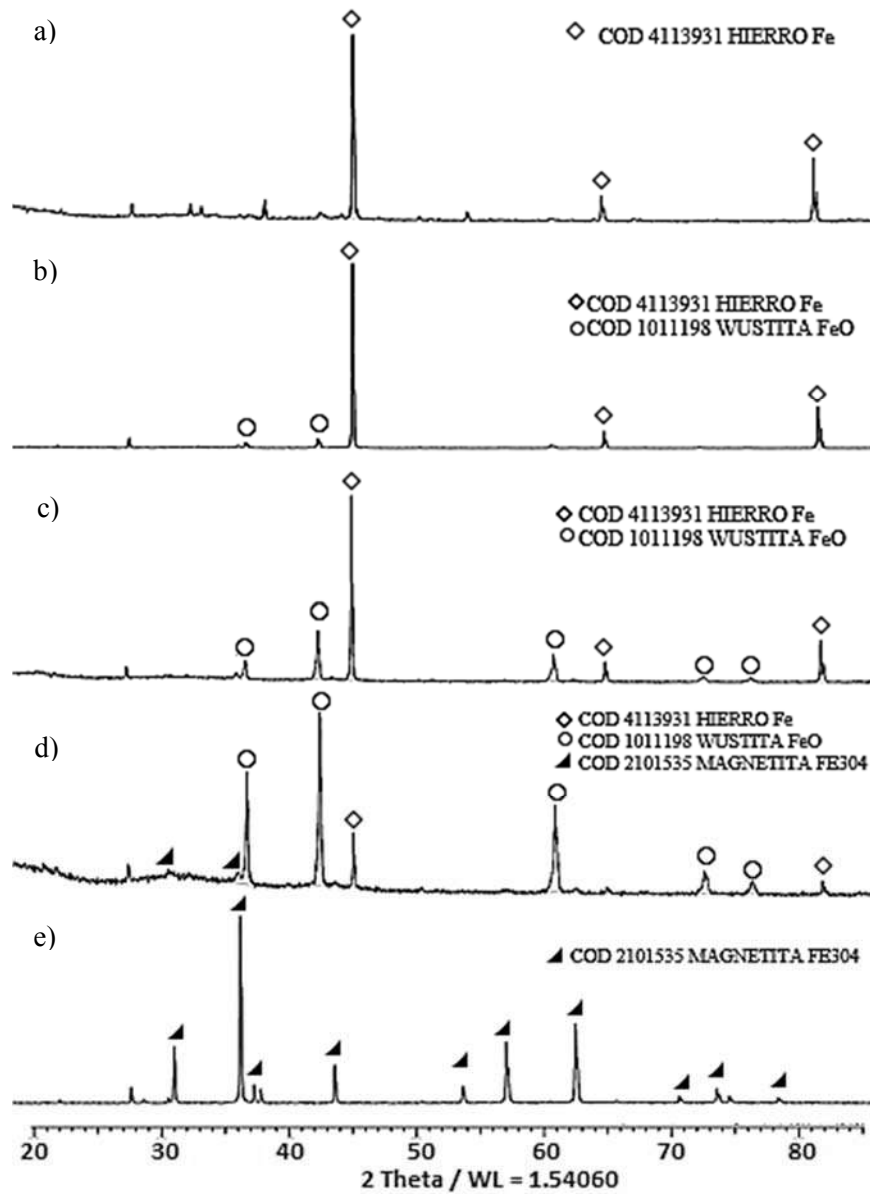 a)
◇ COD 4113931 HIERRO Fe
b)
◇ COD 4113931 HIERRO Fe
○ COD 1011198 WUSTITA FeO
c)
◇ COD 4113931 HIERRO Fe
○ COD 1011198 WUSTITA FeO
d)
◇ COD 4113931 HIERRO Fe
○ COD 1011198 WUSTITA FeO
◢ COD 2101535 MAGNETITA FE304
e)
◢ COD 2101535 MAGNETITA FE304
20 30 40 50 60 70 80
2 Theta / WL = 1.54060